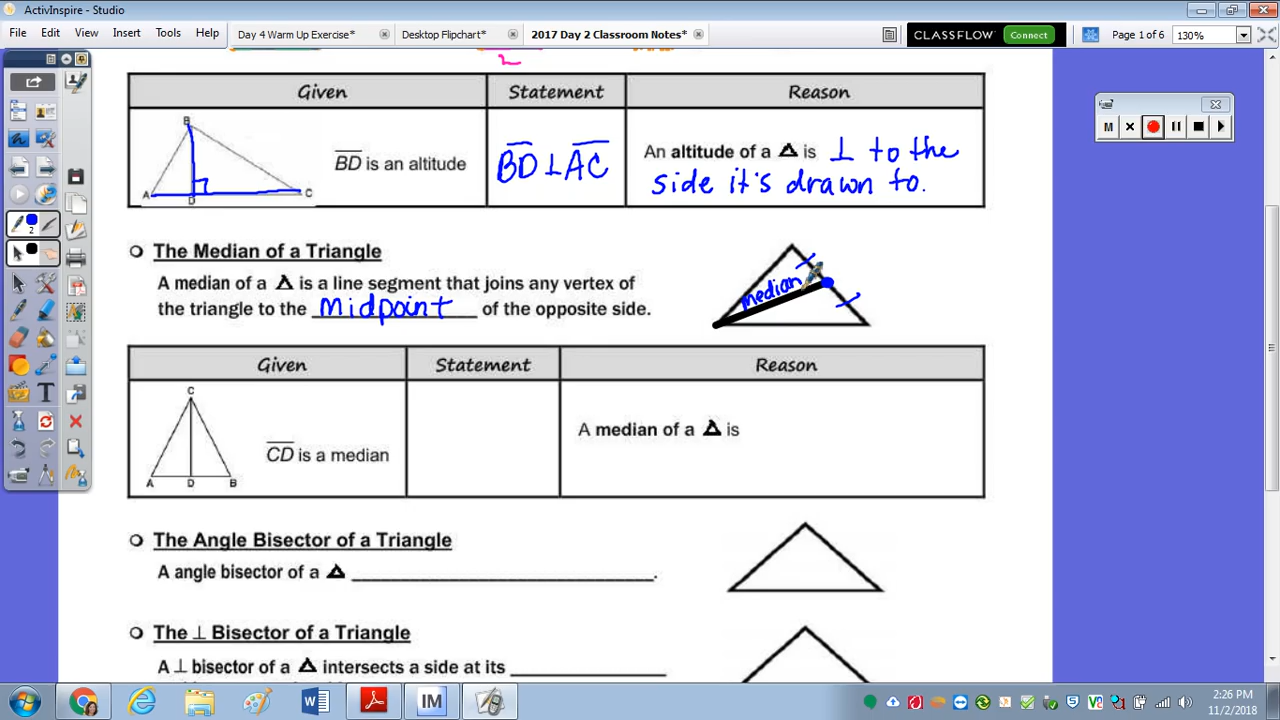 ActivInspire - Studio
File Edit View Insert Tools Help Day 4 Warm Up Exercise* Desktop Flipchart* 2017 Day 2 Classroom Notes* CLASSFLOW Connect Page 1 of 6 130%
2
Given Statement Reason
B
A D C
BD is an altitude
BD ⊥ AC
An altitude of a Δ is ⊥ to the
side it's drawn to.
The Median of a Triangle
A median of a Δ is a line segment that joins any vertex of
the triangle to the midpoint of the opposite side.
median
Given Statement Reason
C
A D B
CD is a median
A median of a Δ is
The Angle Bisector of a Triangle
A angle bisector of a Δ ____________.
The ⊥ Bisector of a Triangle
A ⊥ bisector of a Δ intersects a side at its ____________
M
2
T
IM
2:26 PM
11/2/2018